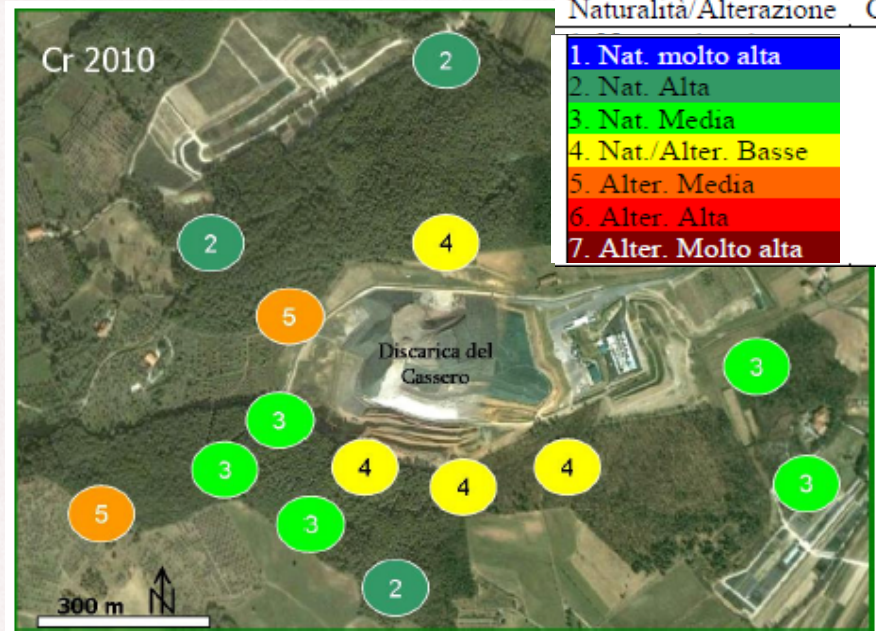 Naturalità/Alterazione
Cr 2010
1. Nat. molto alta
2. Nat. Alta
3. Nat. Media
4. Nat./Alter. Basse
5. Alter. Media
6. Alter. Alta
7. Alter. Molto alta
2
2
4
5
Discarica del
Cassero
3
3
3
4
4
4
3
5
3
2
300 m N